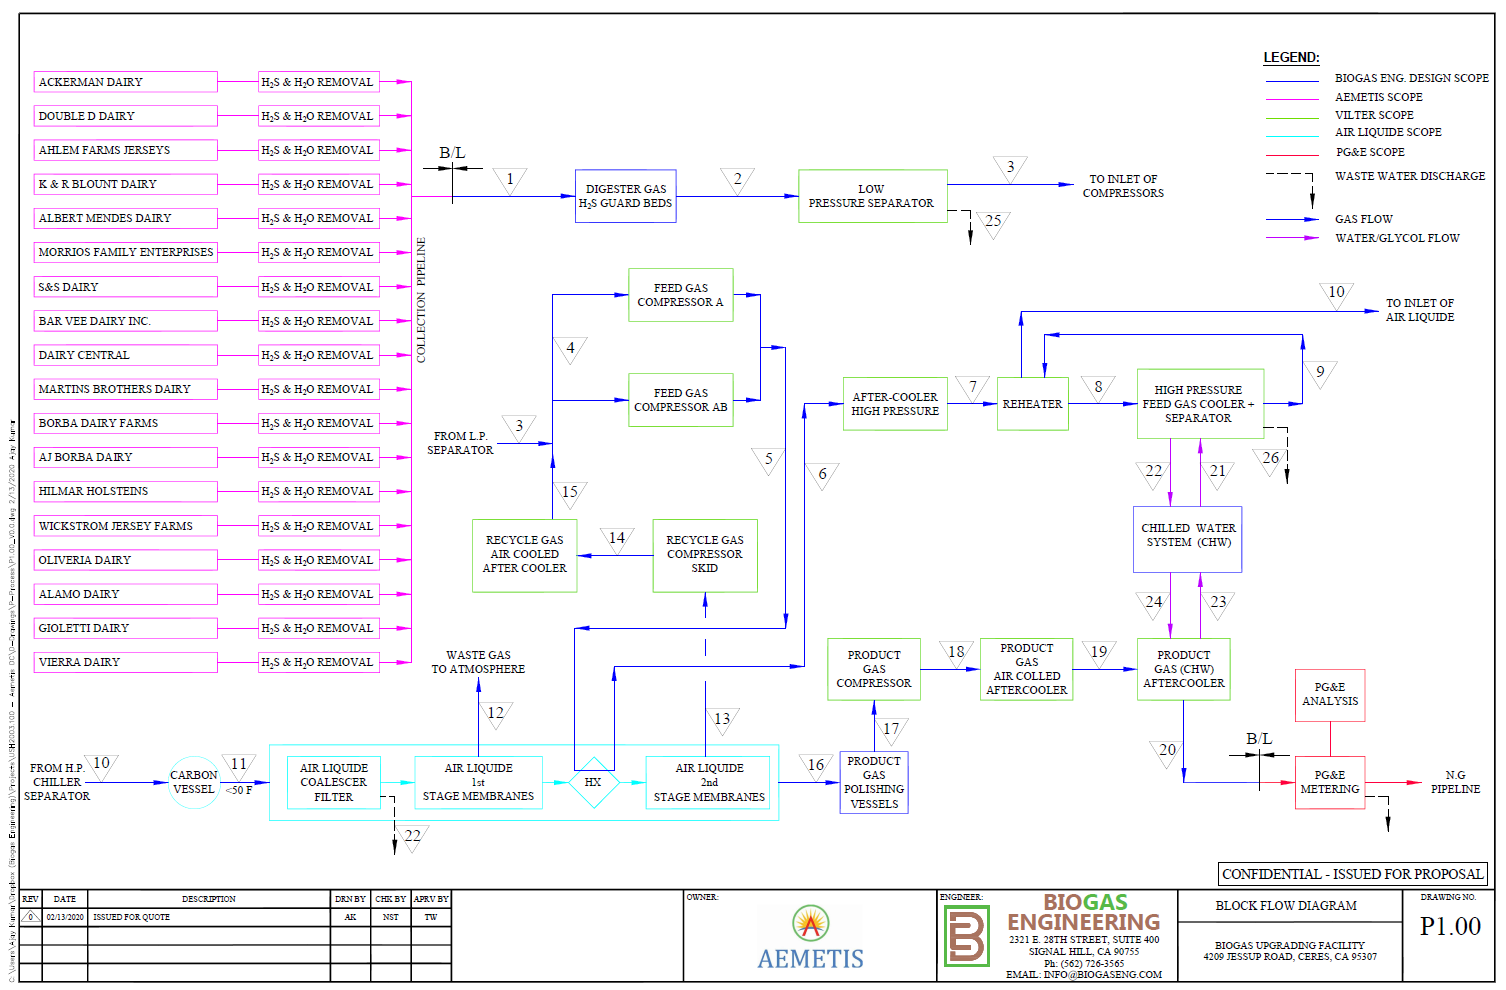 LEGEND:
BIOGAS ENG. DESIGN SCOPE
AEMETIS SCOPE
VILTER SCOPE
AIR LIQUIDE SCOPE
PG&E SCOPE
WASTE WATER DISCHARGE
GAS FLOW
WATER/GLYCOL FLOW
ACKERMAN DAIRY
H2S & H2O REMOVAL
DOUBLE D DAIRY
H2S & H2O REMOVAL
AHLEM FARMS JERSEYS
H2S & H2O REMOVAL
K & R BLOUNT DAIRY
H2S & H2O REMOVAL
ALBERT MENDES DAIRY
H2S & H2O REMOVAL
MORRIOS FAMILY ENTERPRISES
H2S & H2O REMOVAL
S&S DAIRY
H2S & H2O REMOVAL
BAR VEE DAIRY INC.
H2S & H2O REMOVAL
DAIRY CENTRAL
H2S & H2O REMOVAL
MARTINS BROTHERS DAIRY
H2S & H2O REMOVAL
BORBA DAIRY FARMS
H2S & H2O REMOVAL
AJ BORBA DAIRY
H2S & H2O REMOVAL
HILMAR HOLSTEINS
H2S & H2O REMOVAL
WICKSTROM JERSEY FARMS
H2S & H2O REMOVAL
OLIVERIA DAIRY
H2S & H2O REMOVAL
ALAMO DAIRY
H2S & H2O REMOVAL
GIOLETTI DAIRY
H2S & H2O REMOVAL
VIERRA DAIRY
H2S & H2O REMOVAL
COLLECTION PIPELINE
B/L
1
DIGESTER GAS
H2S GUARD BEDS
2
LOW
PRESSURE SEPARATOR
3
TO INLET OF
COMPRESSORS
25
FEED GAS
COMPRESSOR A
4
FEED GAS
COMPRESSOR AB
3
FROM L.P.
SEPARATOR
5
6
AFTER-COOLER
HIGH PRESSURE
7
REHEATER
8
HIGH PRESSURE
FEED GAS COOLER +
SEPARATOR
9
10
TO INLET OF
AIR LIQUIDE
26
22
21
CHILLED WATER
SYSTEM (CHW)
24
23
15
RECYCLE GAS
AIR COOLED
AFTER COOLER
14
RECYCLE GAS
COMPRESSOR
SKID
WASTE GAS
TO ATMOSPHERE
12
13
PRODUCT
GAS
COMPRESSOR
18
PRODUCT
GAS
AIR COLLED
AFTERCOOLER
19
PRODUCT
GAS (CHW)
AFTERCOOLER
17
20
B/L
PG&E
ANALYSIS
PG&E
METERING
N.G
PIPELINE
FROM H.P.
CHILLER
SEPARATOR
10
CARBON
VESSEL
11
<50 F
AIR LIQUIDE
COALESCER
FILTER
22
AIR LIQUIDE
1st
STAGE MEMBRANES
HX
AIR LIQUIDE
2nd
STAGE MEMBRANES
16
PRODUCT
GAS
POLISHING
VESSELS
CONFIDENTIAL - ISSUED FOR PROPOSAL
REV
DATE
DESCRIPTION
DRN BY
CHK BY
APRV BY
0
02/13/2020
ISSUED FOR QUOTE
AK
NST
TW
OWNER:
AEMETIS
ENGINEER:
BIOGAS
ENGINEERING
2321 E. 28TH STREET, SUITE 400
SIGNAL HILL, CA 90755
Ph: (562) 726-3565
EMAIL: INFO@BIOGASENG.COM
BLOCK FLOW DIAGRAM
BIOGAS UPGRADING FACILITY
4209 JESSUP ROAD, CERES, CA 95307
DRAWING NO.
P1.00